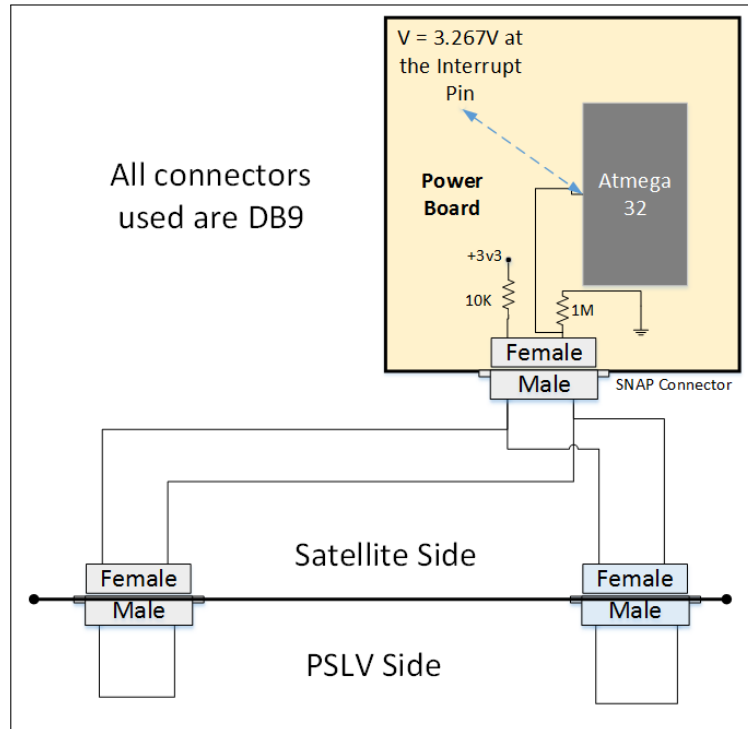 V = 3.267V at
the Interrupt
Pin
All connectors
used are DB9
Power
Board
Atmega
32
+3v3
10K
1M
Female
Male
SNAP Connector
Satellite Side
Female
Male
Female
Male
PSLV Side